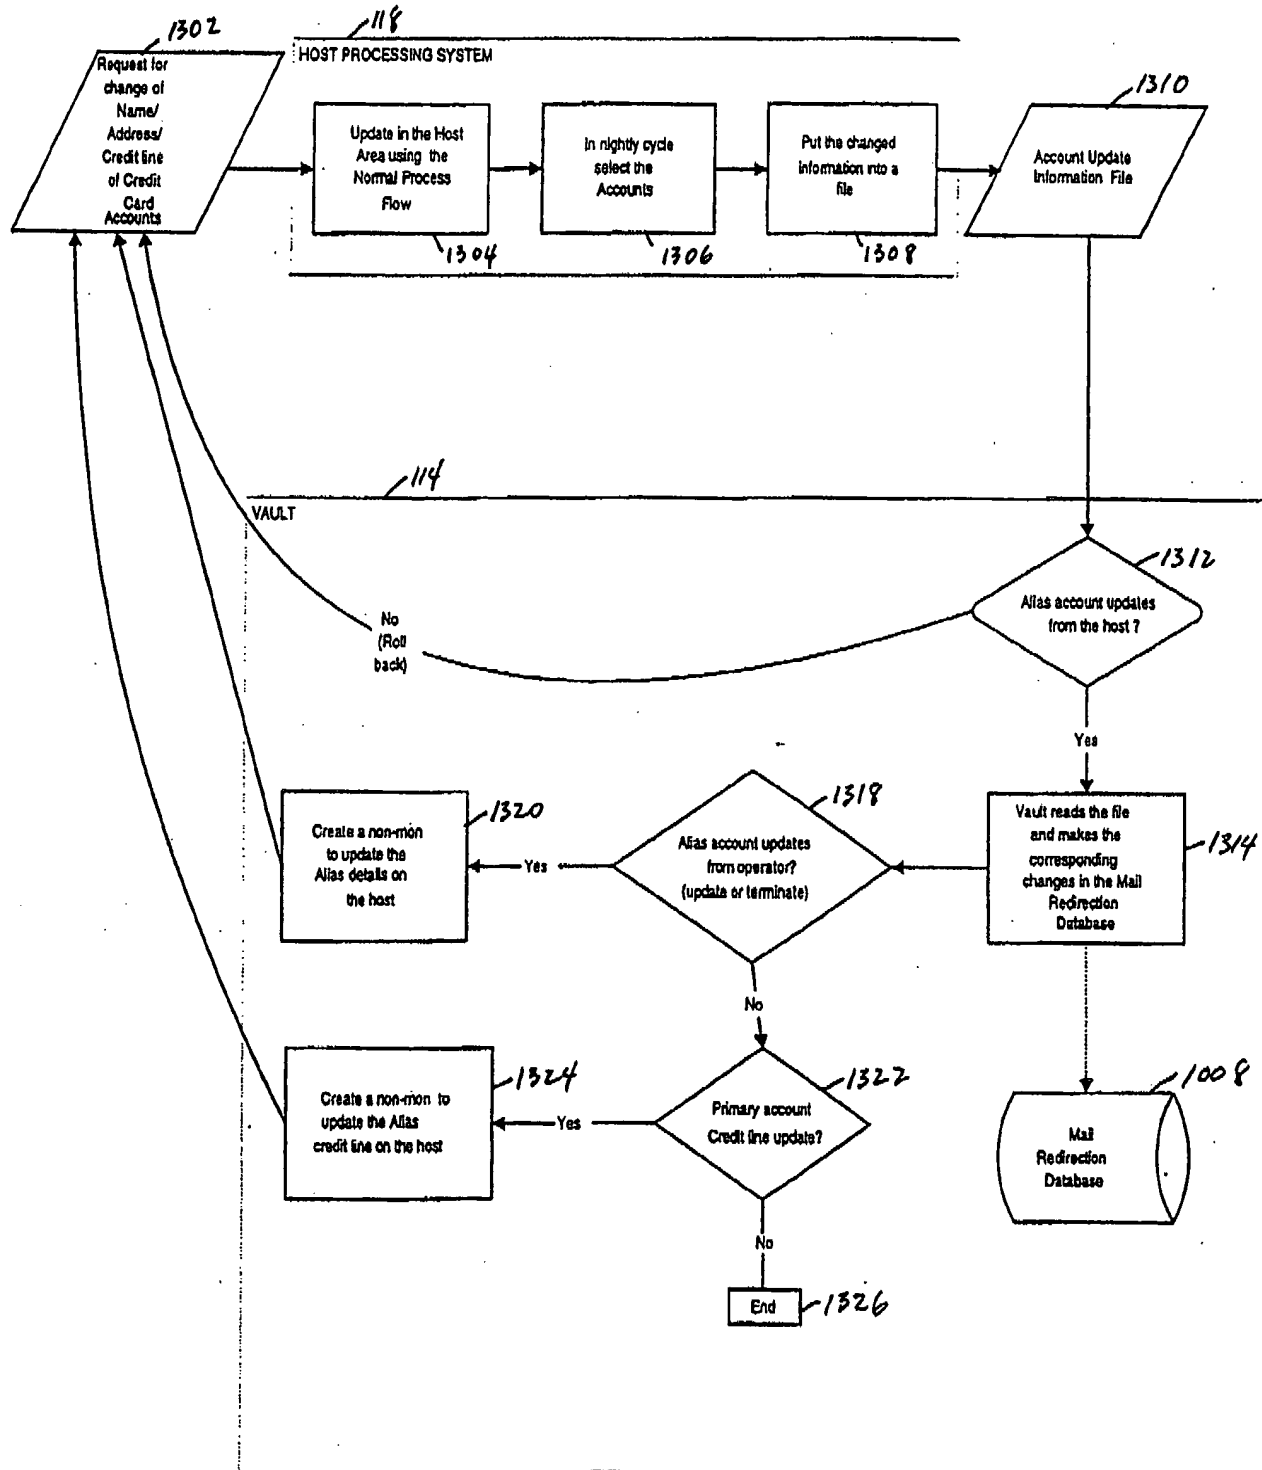 1302
Request for
change of
Name/
Address/
Credit line
of Credit
Card
Accounts
118
HOST PROCESSING SYSTEM
Update in the Host
Area using the
Normal Process
Flow
1304
In nightly cycle
select the
Accounts
1306
Put the changed
information into a
file
1308
1310
Account Update
Information File
114
VAULT
1312
Alias account updates
from the host ?
No
(Roll
back)
Yes
1314
Vault reads the file
and makes the
corresponding
changes in the Mail
Redirection
Database
1318
Alias account updates
from operator?
(update or terminate)
Yes
1320
Create a non-mon
to update the
Alias details on
the host
No
1322
Primary account
Credit line update?
Yes
1324
Create a non-mon to
update the Alias
credit line on the host
1008
Mail
Redirection
Database
No
End
1326